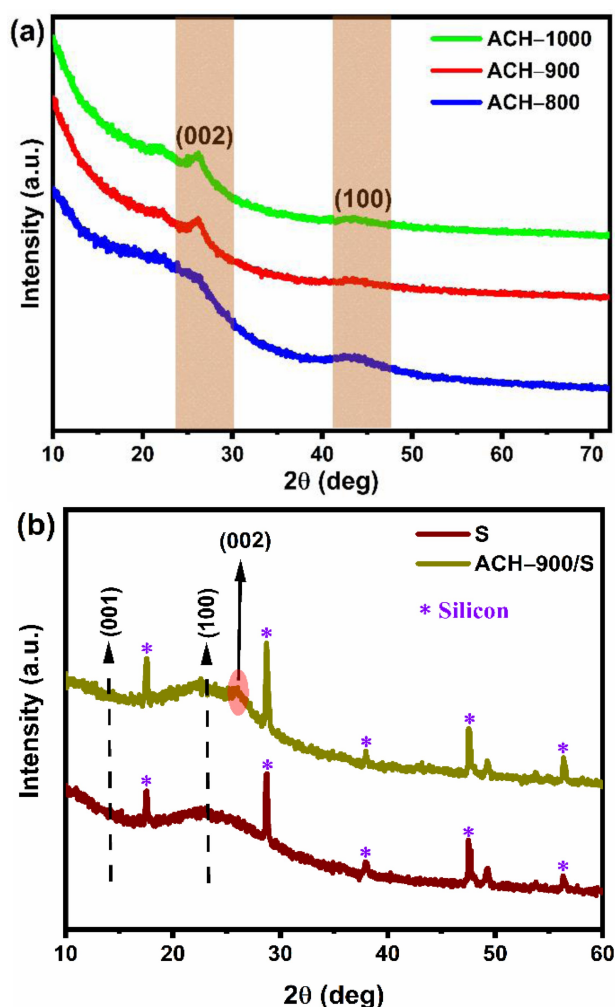 (a)
ACH–1000
ACH–900
ACH–800
(002)
(100)
Intensity (a.u.)
10 20 30 40 50 60 70
2θ (deg)
(b)
S
ACH–900/S
* Silicon
(002)
(001)
(100)
* * * * *
* * * * *
Intensity (a.u.)
10 20 30 40 50 60
2θ (deg)